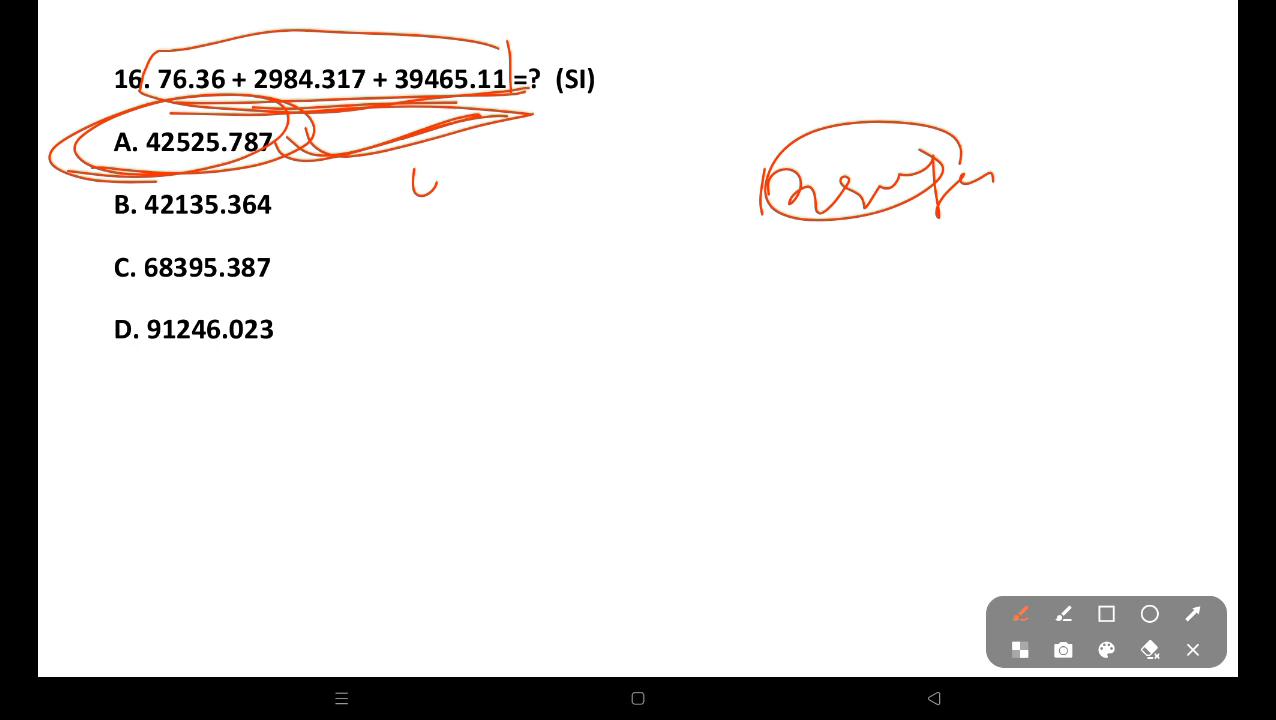 16. 76.36 + 2984.317 + 39465.11 =? (SI)
A. 42525.787
B. 42135.364
C. 68395.387
D. 91246.023